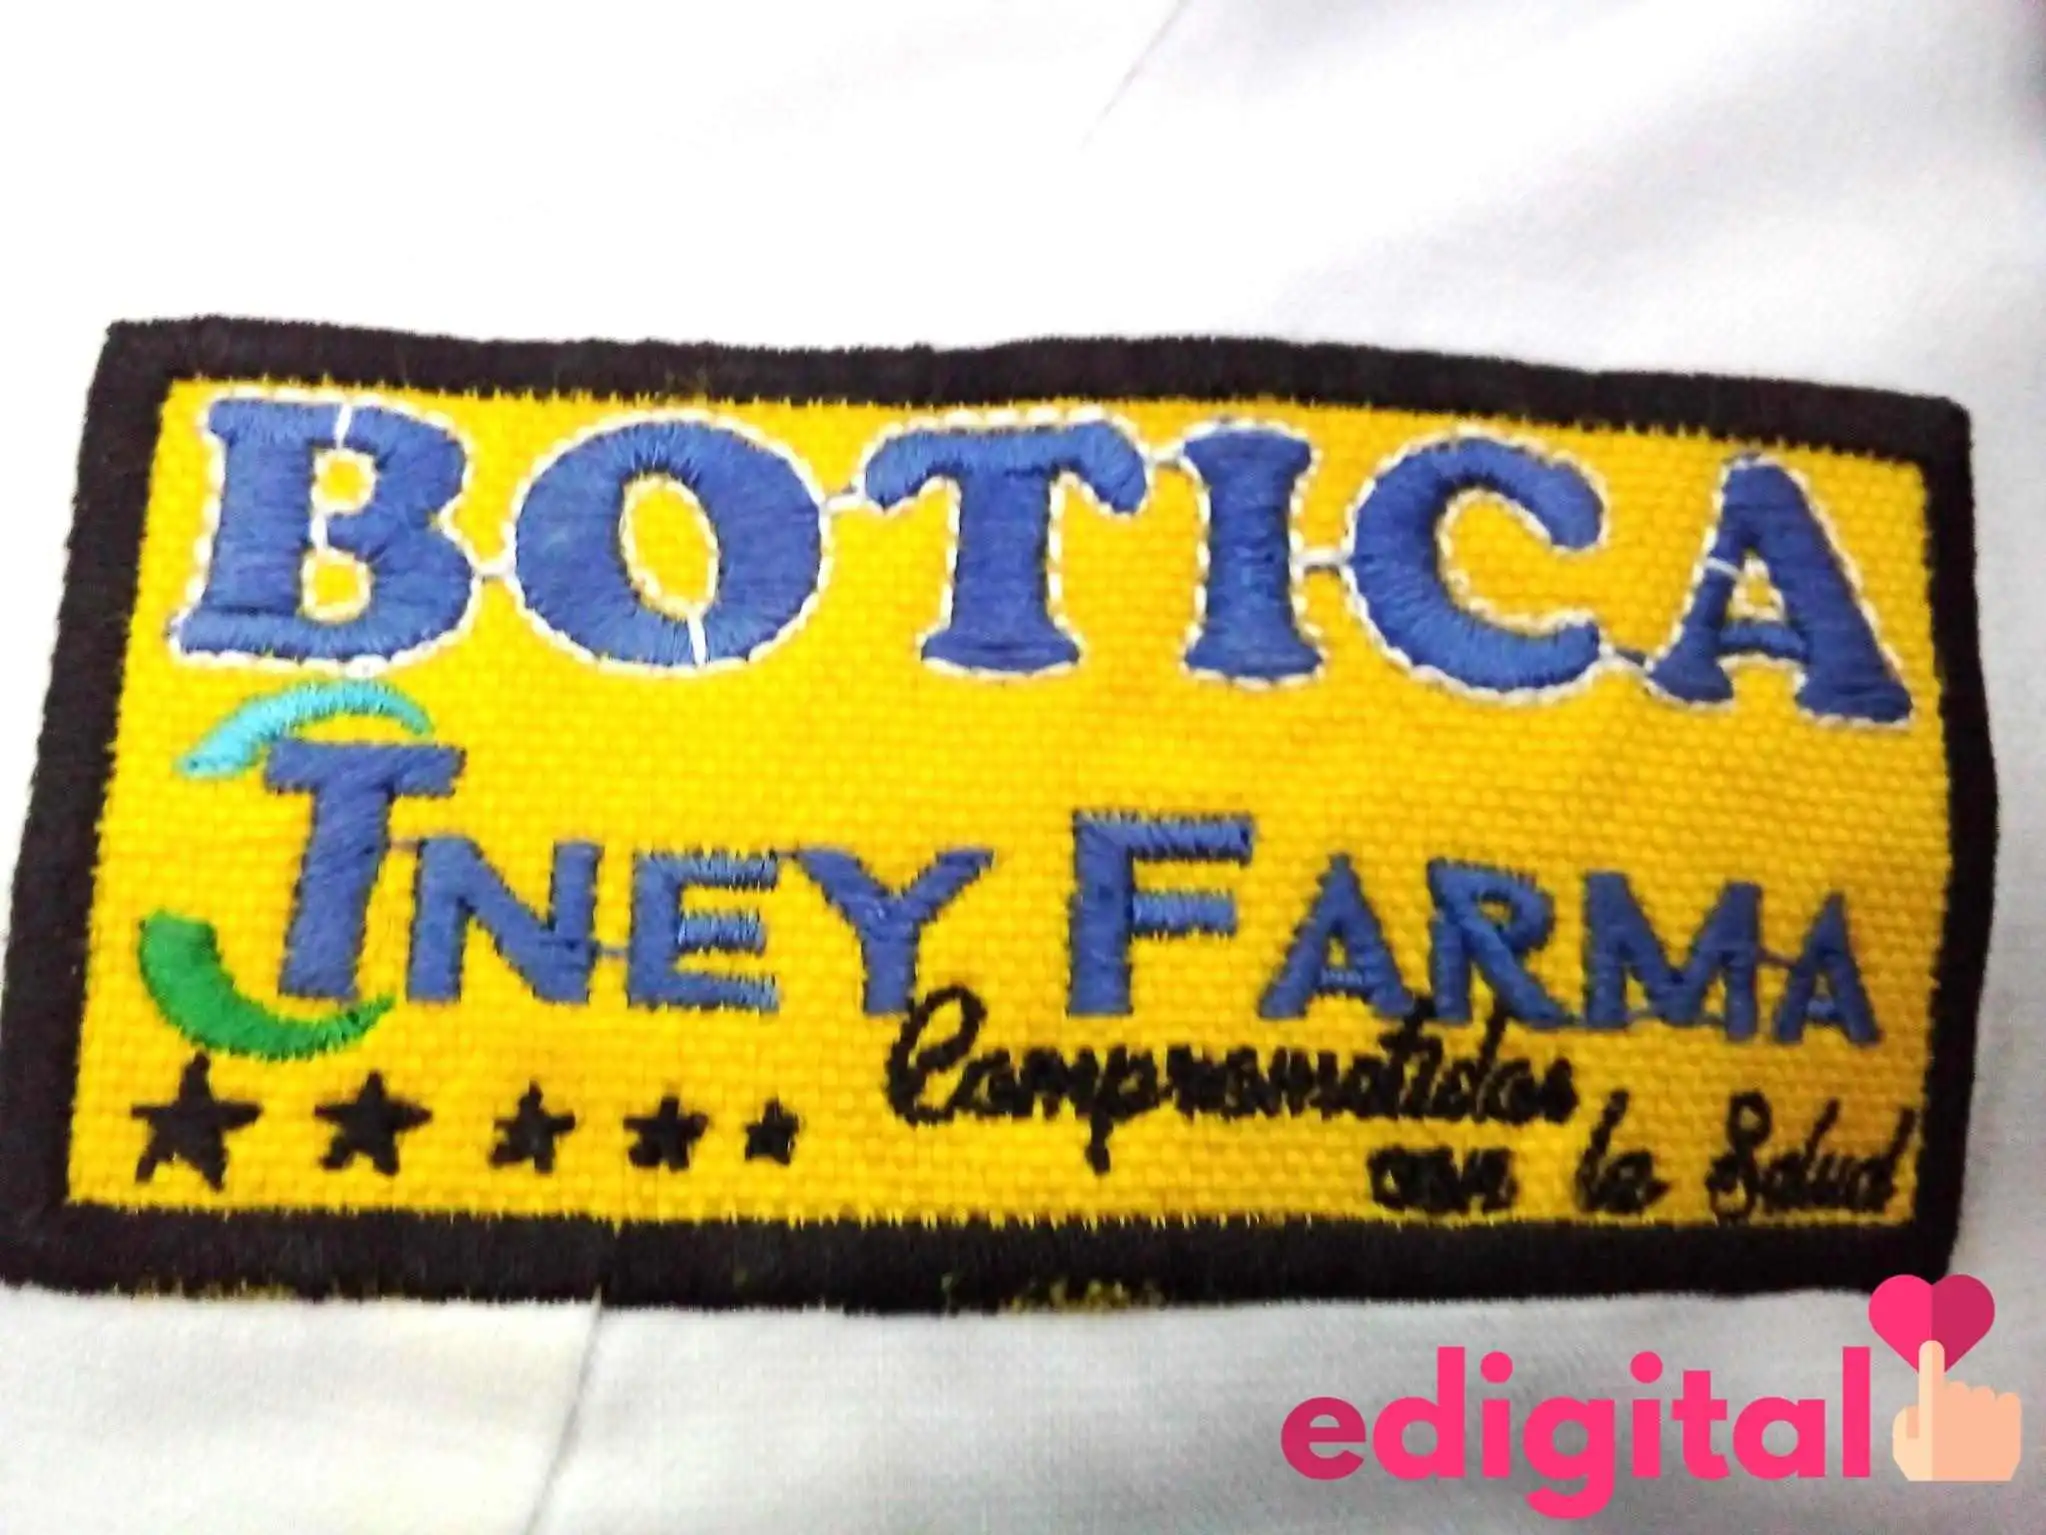 BOTICA
TNEY FARMA
Comprometidos
con la Salud
edigital